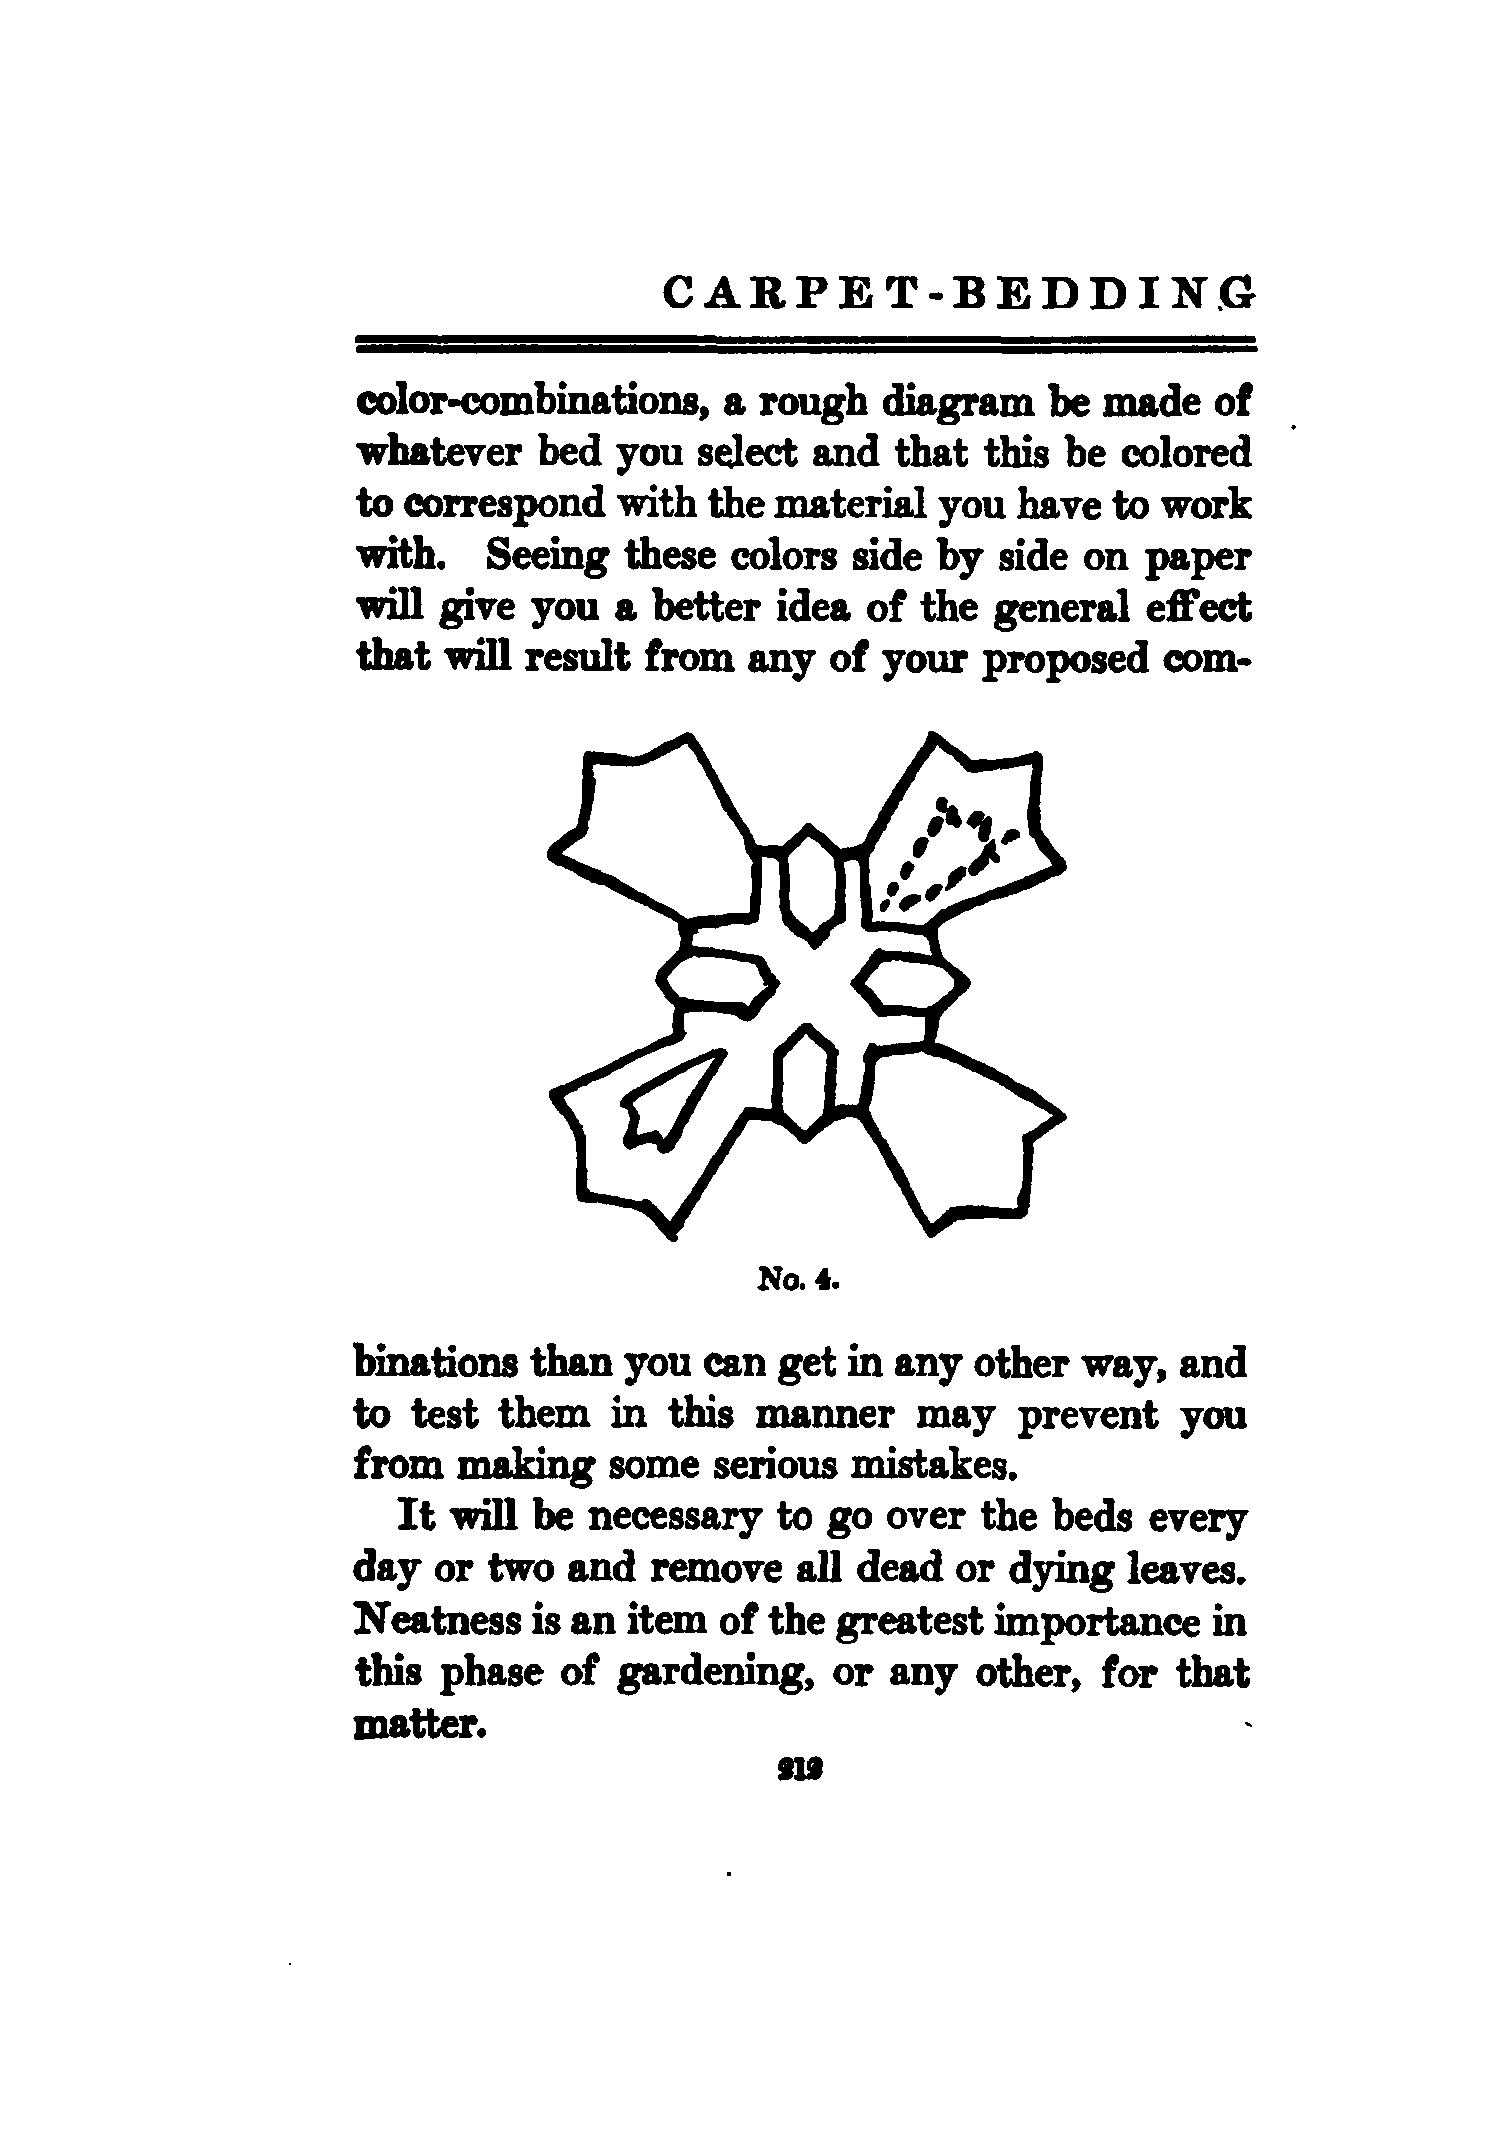 CARPET-BEDDING
color-combinations, a rough diagram be made of
whatever bed you select and that this be colored
to correspond with the material you have to work
with. Seeing these colors side by side on paper
will give you a better idea of the general effect
that will result from any of your proposed com-
No. 4.
binations than you can get in any other way, and
to test them in this manner may prevent you
from making some serious mistakes.
It will be necessary to go over the beds every
day or two and remove all dead or dying leaves.
Neatness is an item of the greatest importance in
this phase of gardening, or any other, for that
matter.
212